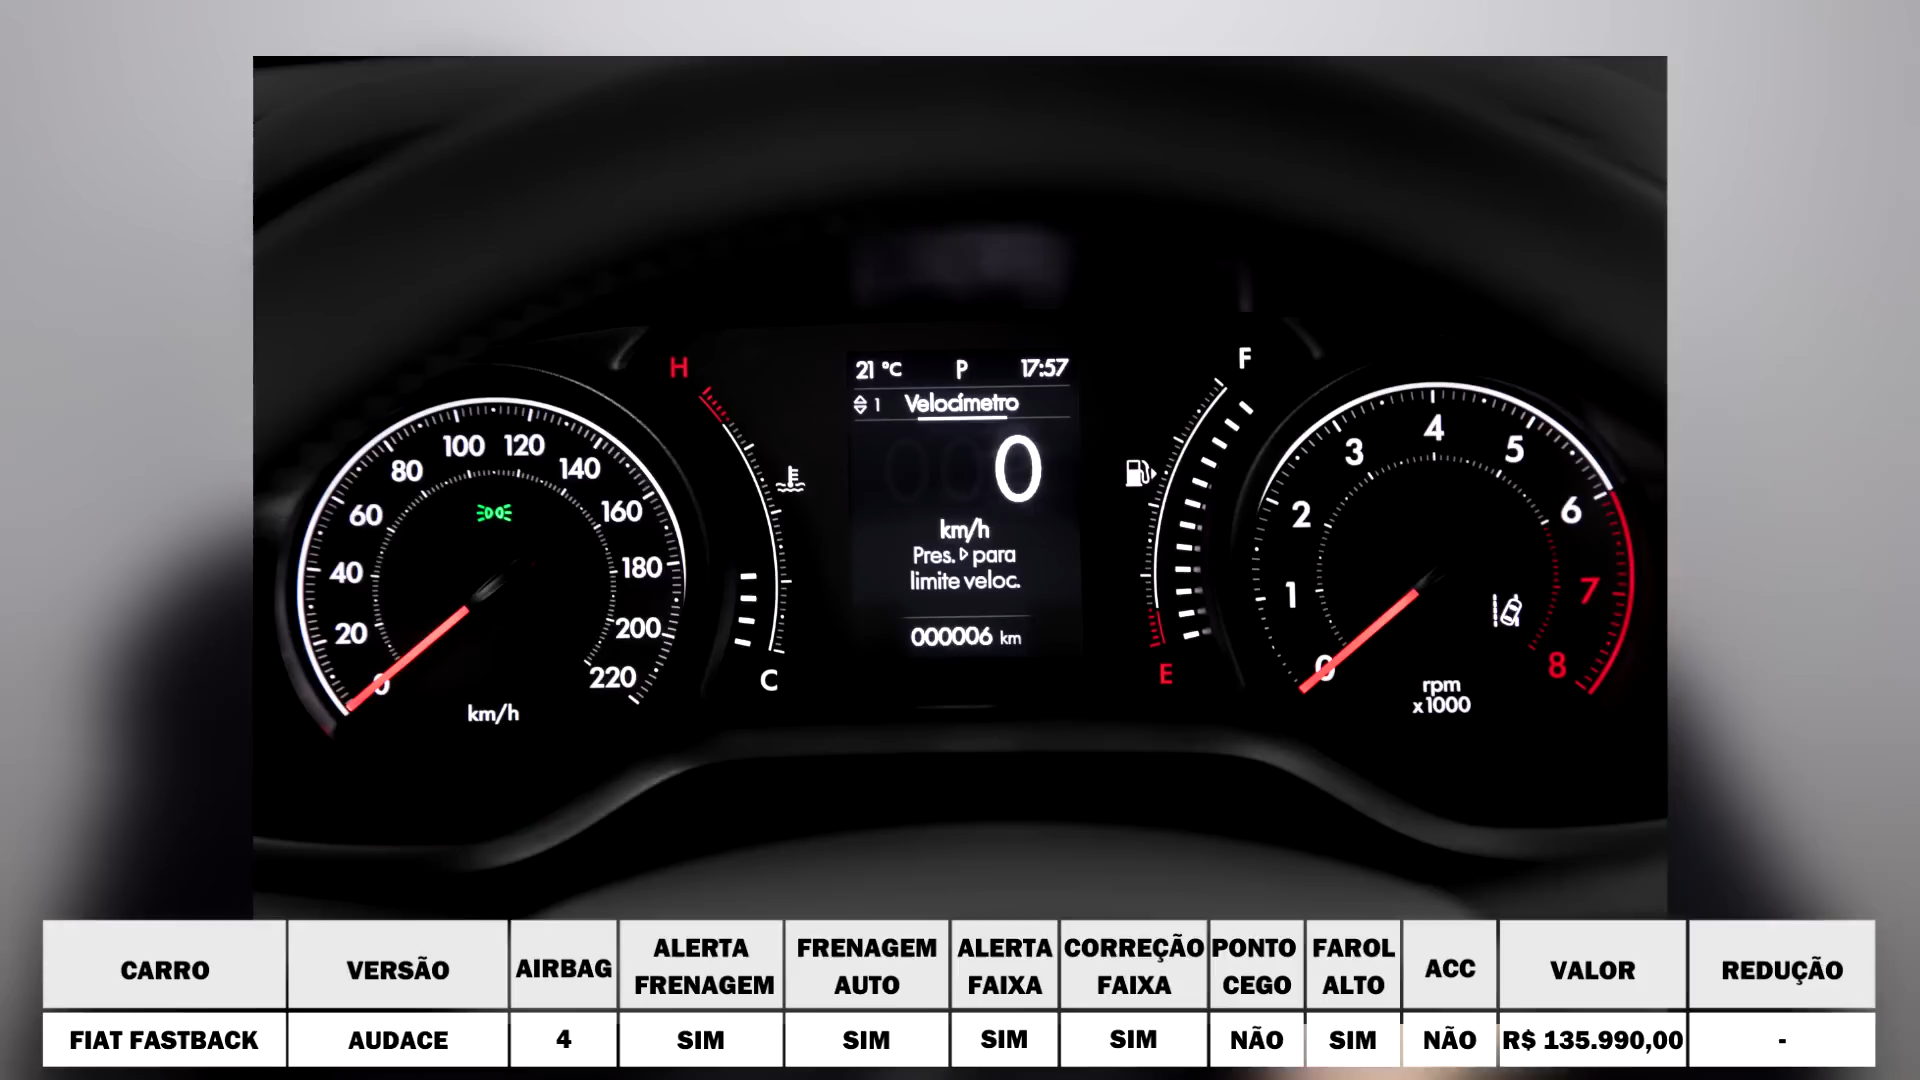 21 °C P 17:57
1 Velocímetro
0
km/h
Pres. ▷ para
limite veloc.
000006 km
H
C
F
E
0
20
40
60
80
100
120
140
160
180
200
220
km/h
0
1
2
3
4
5
6
7
8
rpm
x1000
CARRO VERSÃO AIRBAG ALERTA FRENAGEM FRENAGEM AUTO ALERTA FAIXA CORREÇÃO FAIXA PONTO CEGO FAROL ALTO ACC VALOR REDUÇÃO
FIAT FASTBACK AUDACE 4 SIM SIM SIM SIM NÃO SIM NÃO R$ 135.990,00 -